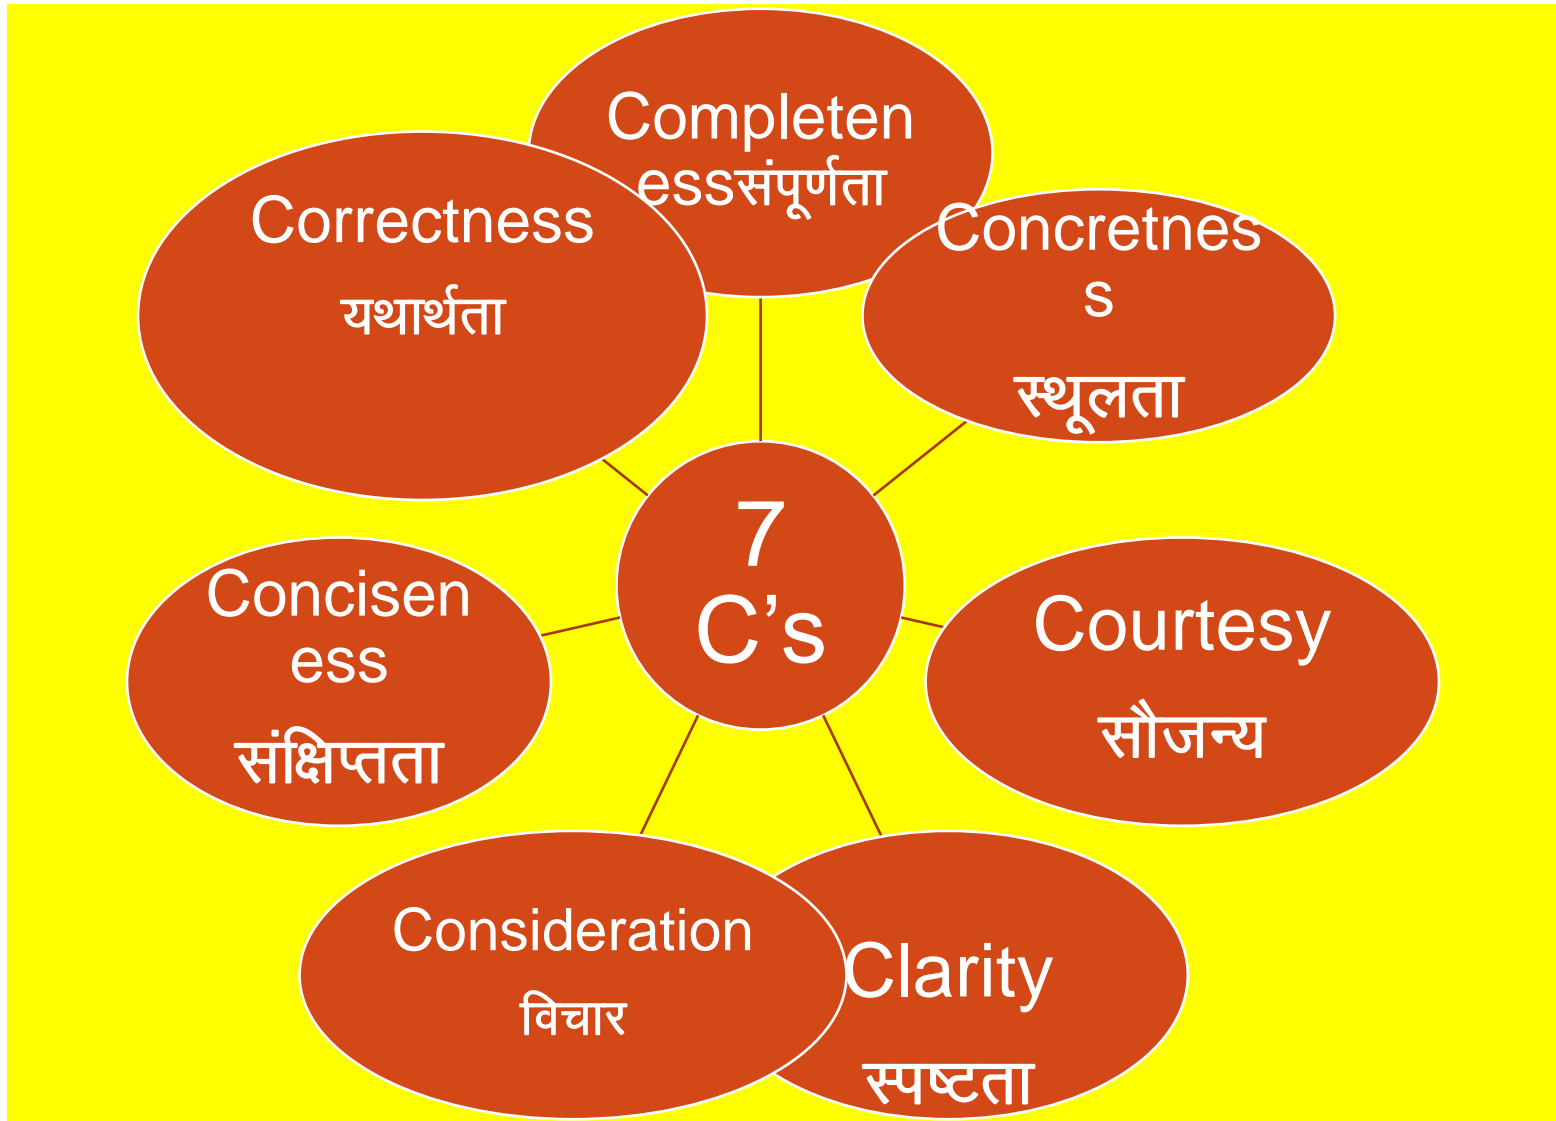 Completen
essसंपूर्णता
Concretnes
s
स्थूलता
Courtesy
सौजन्य
Clarity
स्पष्टता
Consideration
विचार
Concisen
ess
संक्षिप्तता
Correctness
यथार्थता
7
C’s